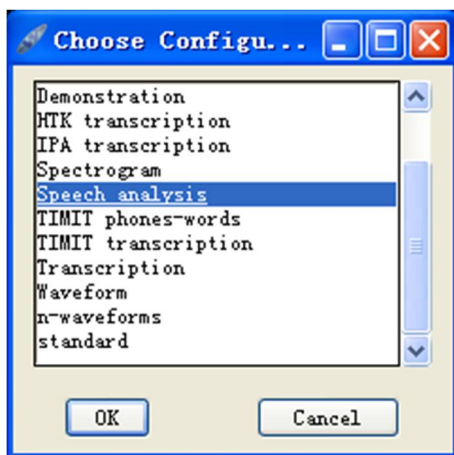 Choose Configu...
Demonstration
HTK transcription
IPA transcription
Spectrogram
Speech analysis
TIMIT phones-words
TIMIT transcription
Transcription
Waveform
n-waveforms
standard
OK Cancel